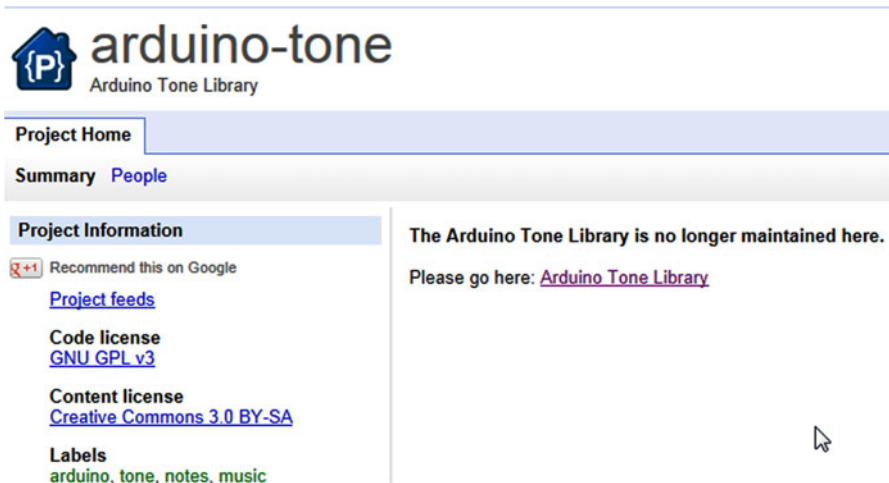 {P}
arduino-tone
Arduino Tone Library
Project Home
Summary People
Project Information
g +1 Recommend this on Google
Project feeds
Code license
GNU GPL v3
Content license
Creative Commons 3.0 BY-SA
Labels
arduino, tone, notes, music
The Arduino Tone Library is no longer maintained here.
Please go here: Arduino Tone Library